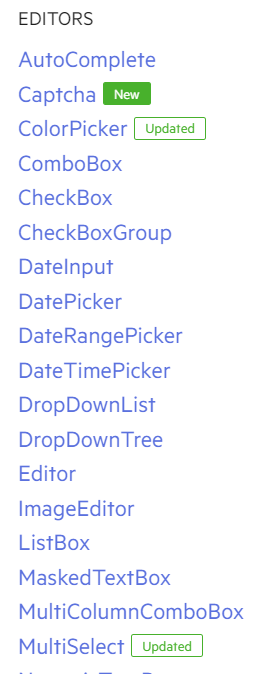 EDITORS
AutoComplete
Captcha New
ColorPicker Updated
ComboBox
CheckBox
CheckBoxGroup
DateInput
DatePicker
DateRangePicker
DateTimePicker
DropDownList
DropDownTree
Editor
ImageEditor
ListBox
MaskedTextBox
MultiColumnComboBox
MultiSelect Updated